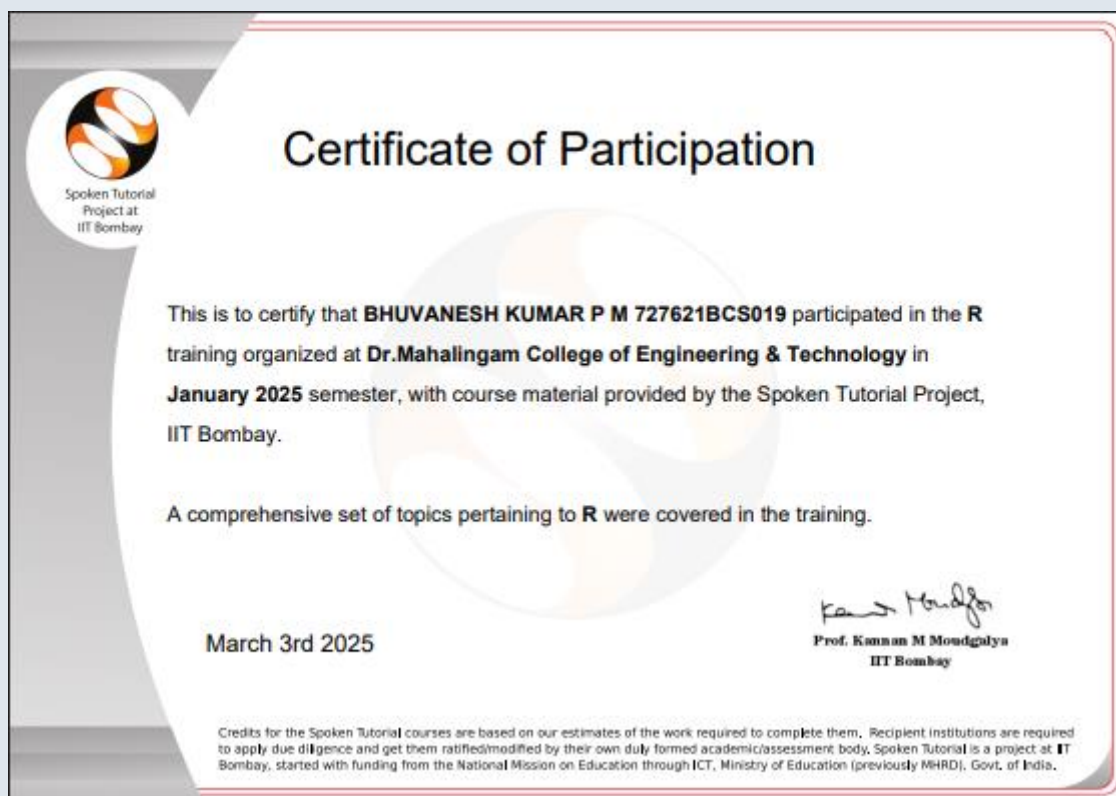 Spoken Tutorial
Project at
IIT Bombay
Certificate of Participation
This is to certify that BHUVANESH KUMAR P M 727621BCS019 participated in the R
training organized at Dr.Mahalingam College of Engineering & Technology in
January 2025 semester, with course material provided by the Spoken Tutorial Project,
IIT Bombay.
A comprehensive set of topics pertaining to R were covered in the training.
March 3rd 2025
Prof. Kannan M Moudgalya
IIT Bombay
Credits for the Spoken Tutorial courses are based on our estimates of the work required to complete them. Recipient institutions are required
to apply due diligence and get them ratified/modified by their own duly formed academic/assessment body. Spoken Tutorial is a project at IIT
Bombay, started with funding from the National Mission on Education through ICT, Ministry of Education (previously MHRD), Govt. of India.